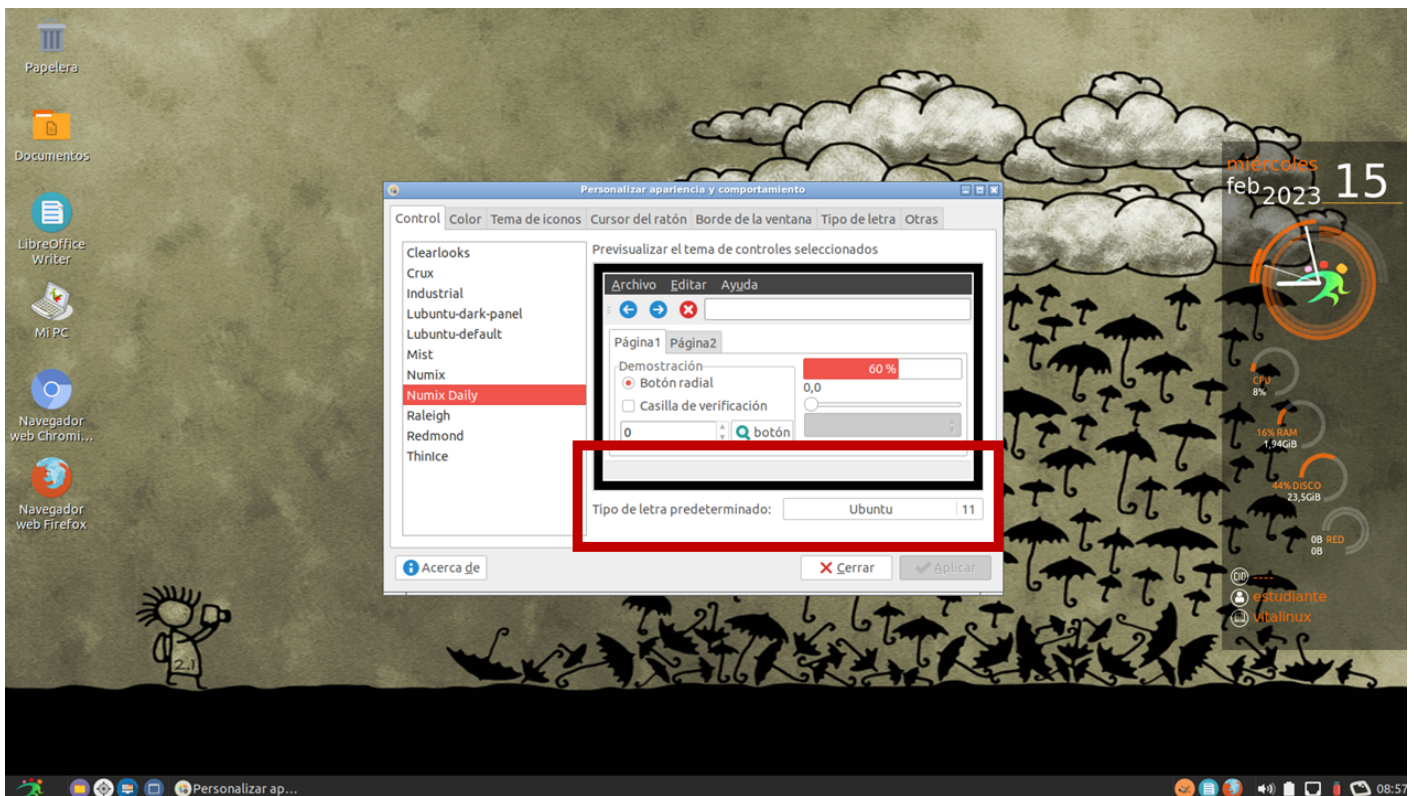 Papelera
Documentos
LibreOffice
Writer
Mi PC
Navegador
web Chromi...
Navegador
web Firefox
2.1
Personalizar apariencia y comportamiento
Control Color Tema de iconos Cursor del ratón Borde de la ventana Tipo de letra Otras
Clearlooks
Crux
Industrial
Lubuntu-dark-panel
Lubuntu-default
Mist
Numix
Numix Daily
Raleigh
Redmond
ThinIce
Previsualizar el tema de controles seleccionados
Archivo Editar Ayuda
Página1 Página2
Demostración
Botón radial
Casilla de verificación
0
botón
60 %
0,0
Tipo de letra predeterminado: Ubuntu 11
Acerca de
Cerrar
Aplicar
miércoles
feb 2023 15
CPU
8%
16% RAM
1,94GiB
44% DISCO
23,5GiB
0B RED
0B
----
estudiante
vitalinux
Personalizar ap...
08:57